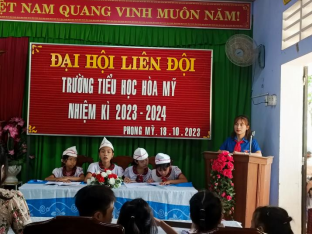 ỆT NAM QUANG VINH MUÔN NĂM!
ĐẠI HỘI LIÊN ĐỘI
TRƯỜNG TIỂU HỌC HÒA MỸ
NHIỆM KÌ 2023 - 2024
PHONG MỸ, 18.10.2023